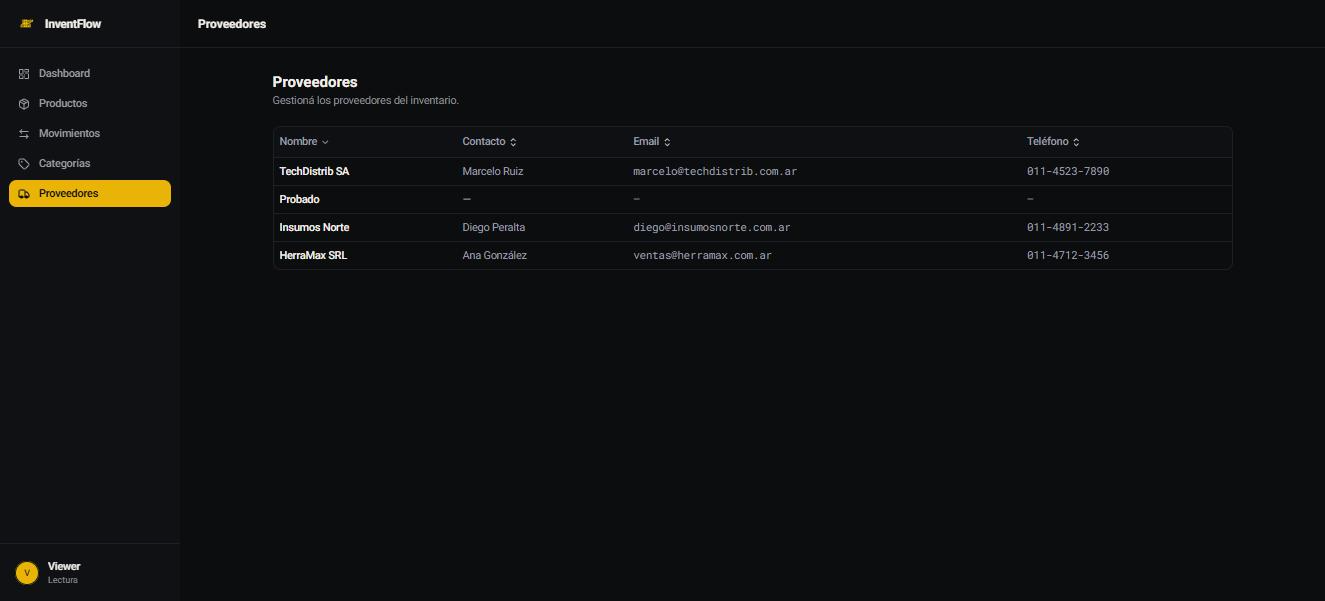 InventFlow
Proveedores
Dashboard
Productos
Movimientos
Categorías
Proveedores
Proveedores
Gestioná los proveedores del inventario.
Nombre Contacto Email Teléfono
TechDistrib SA Marcelo Ruiz marcelo@techdistrib.com.ar 011-4523-7890
Probado — — —
Insumos Norte Diego Peralta diego@insumosnorte.com.ar 011-4891-2233
HerraMax SRL Ana González ventas@herramax.com.ar 011-4712-3456
V
Viewer
Lectura